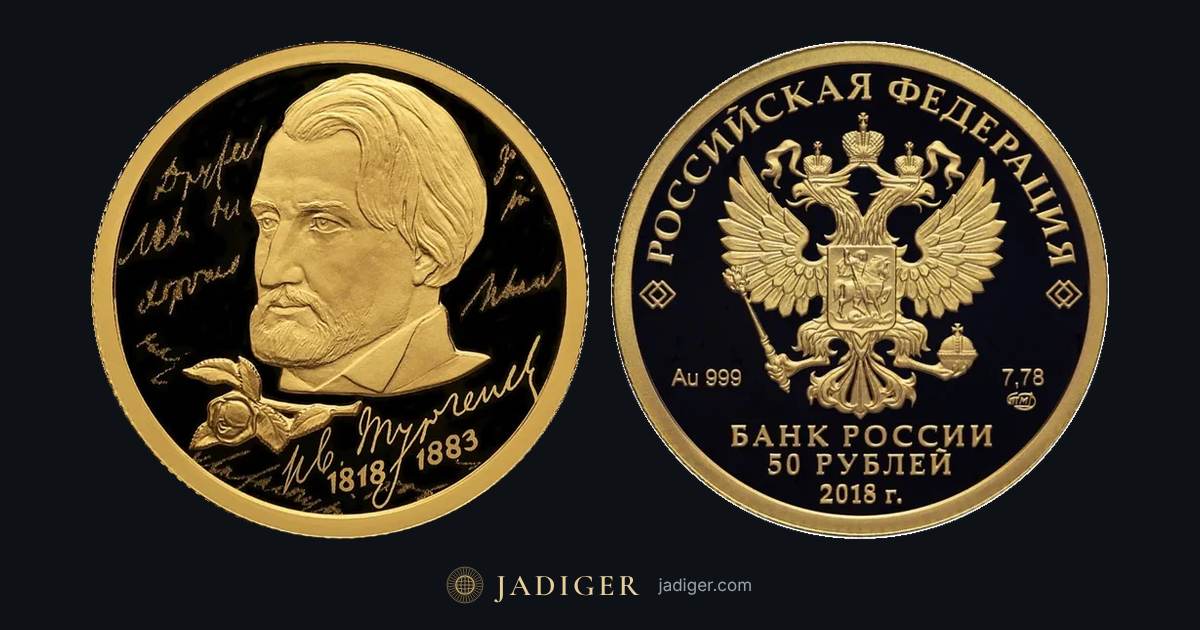 Ив. Тургенев
1818 1883
РОССИЙСКАЯ ФЕДЕРАЦИЯ
Au 999
7,78
БАНК РОССИИ
50 РУБЛЕЙ
2018 г.
JADIGER
jadiger.com